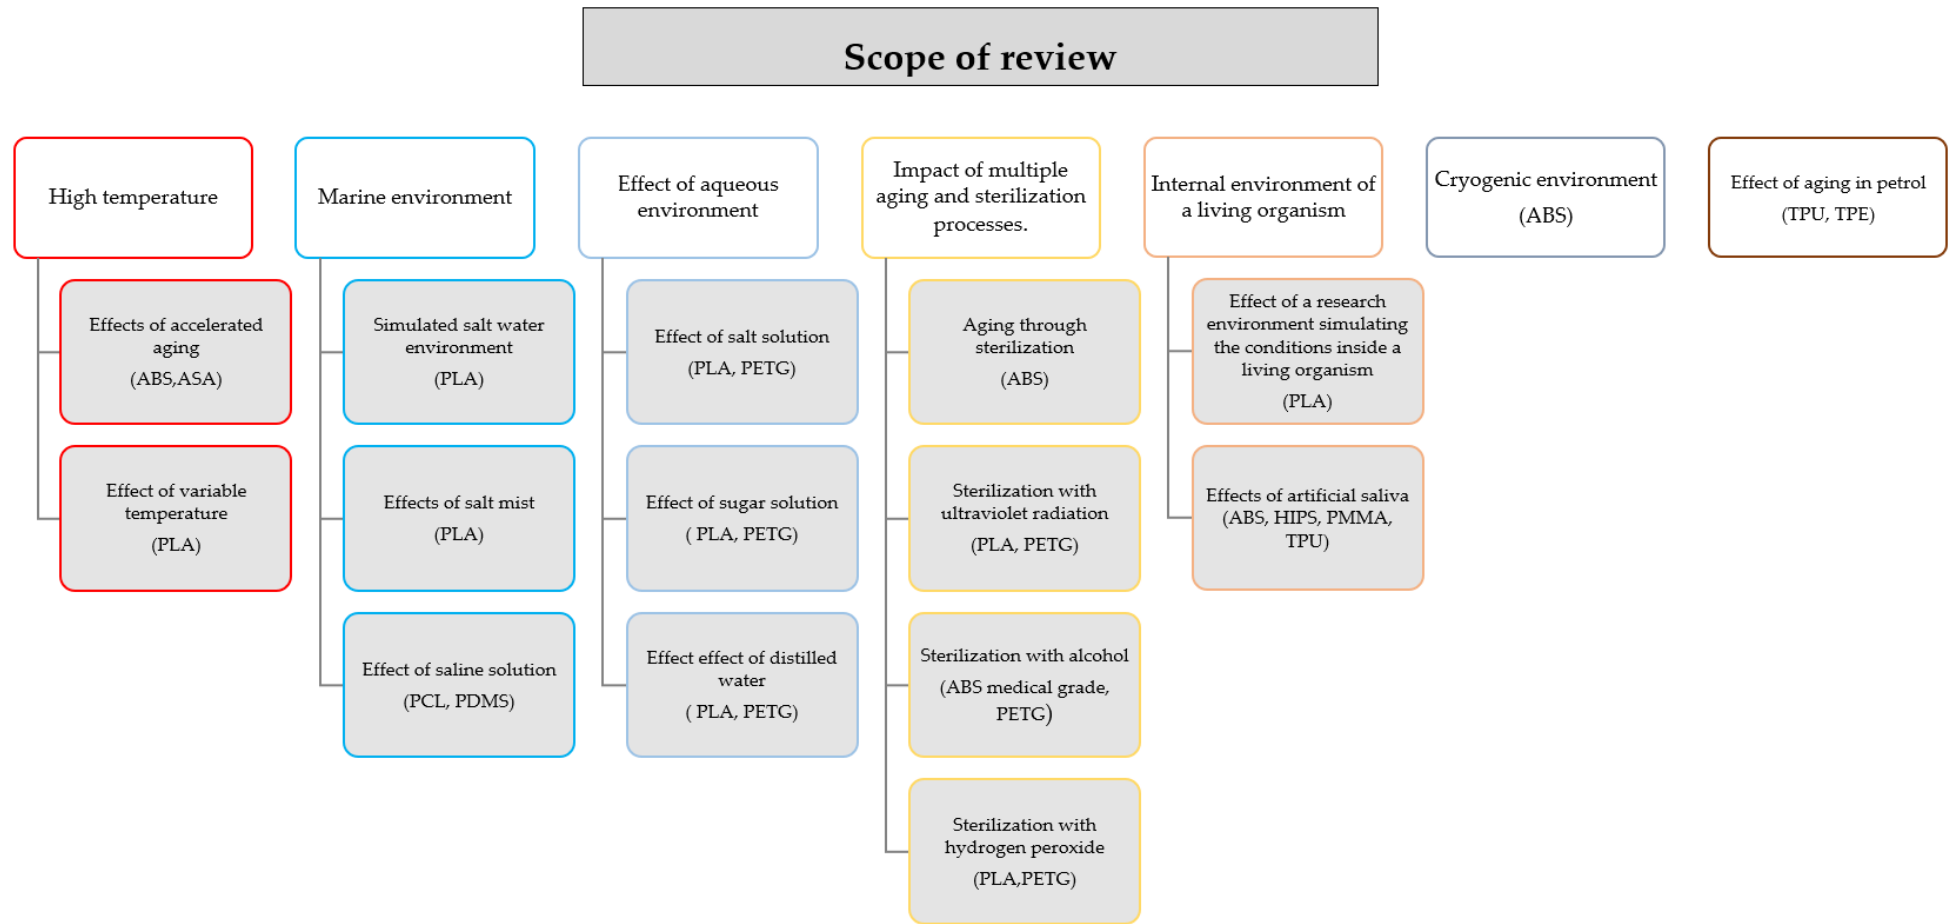 Scope of review
High temperature
Effects of accelerated
aging
(ABS,ASA)
Effect of variable
temperature
(PLA)
Marine environment
Simulated salt water
environment
(PLA)
Effects of salt mist
(PLA)
Effect of saline solution
(PCL, PDMS)
Effect of aqueous
environment
Effect of salt solution
(PLA, PETG)
Effect of sugar solution
( PLA, PETG)
Effect effect of distilled
water
( PLA, PETG)
Impact of multiple
aging and sterilization
processes.
Aging through
sterilization
(ABS)
Sterilization with
ultraviolet radiation
(PLA, PETG)
Sterilization with alcohol
(ABS medical grade,
PETG)
Sterilization with
hydrogen peroxide
(PLA,PETG)
Internal environment of
a living organism
Effect of a research
environment simulating
the conditions inside a
living organism
(PLA)
Effects of artificial saliva
(ABS, HIPS, PMMA,
TPU)
Cryogenic environment
(ABS)
Effect of aging in petrol
(TPU, TPE)